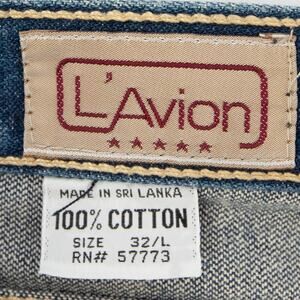 L'Avion
MADE IN SRI LANKA
100% COTTON
SIZE 32/L
RN# 57773